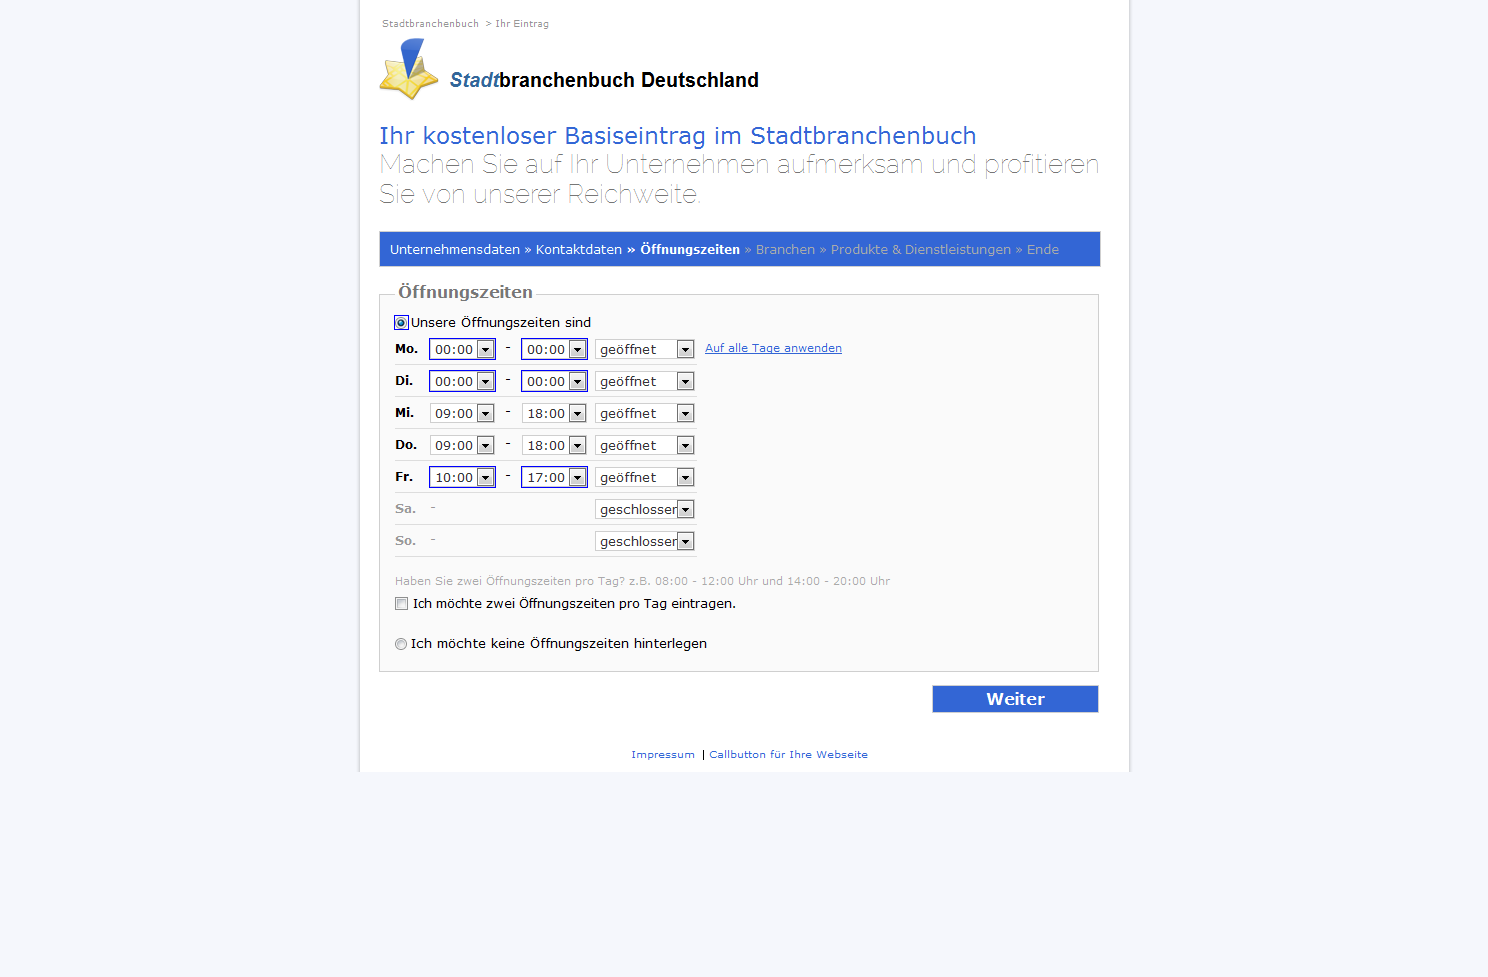 Stadtbranchenbuch > Ihr Eintrag
Stadtbranchenbuch Deutschland
Ihr kostenloser Basiseintrag im Stadtbranchenbuch
Machen Sie auf Ihr Unternehmen aufmerksam und profitieren
Sie von unserer Reichweite.
Unternehmensdaten » Kontaktdaten » Öffnungszeiten » Branchen » Produkte & Dienstleistungen » Ende
Öffnungszeiten
Unsere Öffnungszeiten sind
Mo. 00:00 - 00:00 geöffnet Auf alle Tage anwenden
Di. 00:00 - 00:00 geöffnet
Mi. 09:00 - 18:00 geöffnet
Do. 09:00 - 18:00 geöffnet
Fr. 10:00 - 17:00 geöffnet
Sa. - geschlossen
So. - geschlossen
Haben Sie zwei Öffnungszeiten pro Tag? z.B. 08:00 - 12:00 Uhr und 14:00 - 20:00 Uhr
Ich möchte zwei Öffnungszeiten pro Tag eintragen.
Ich möchte keine Öffnungszeiten hinterlegen
Weiter
Impressum | Callbutton für Ihre Webseite